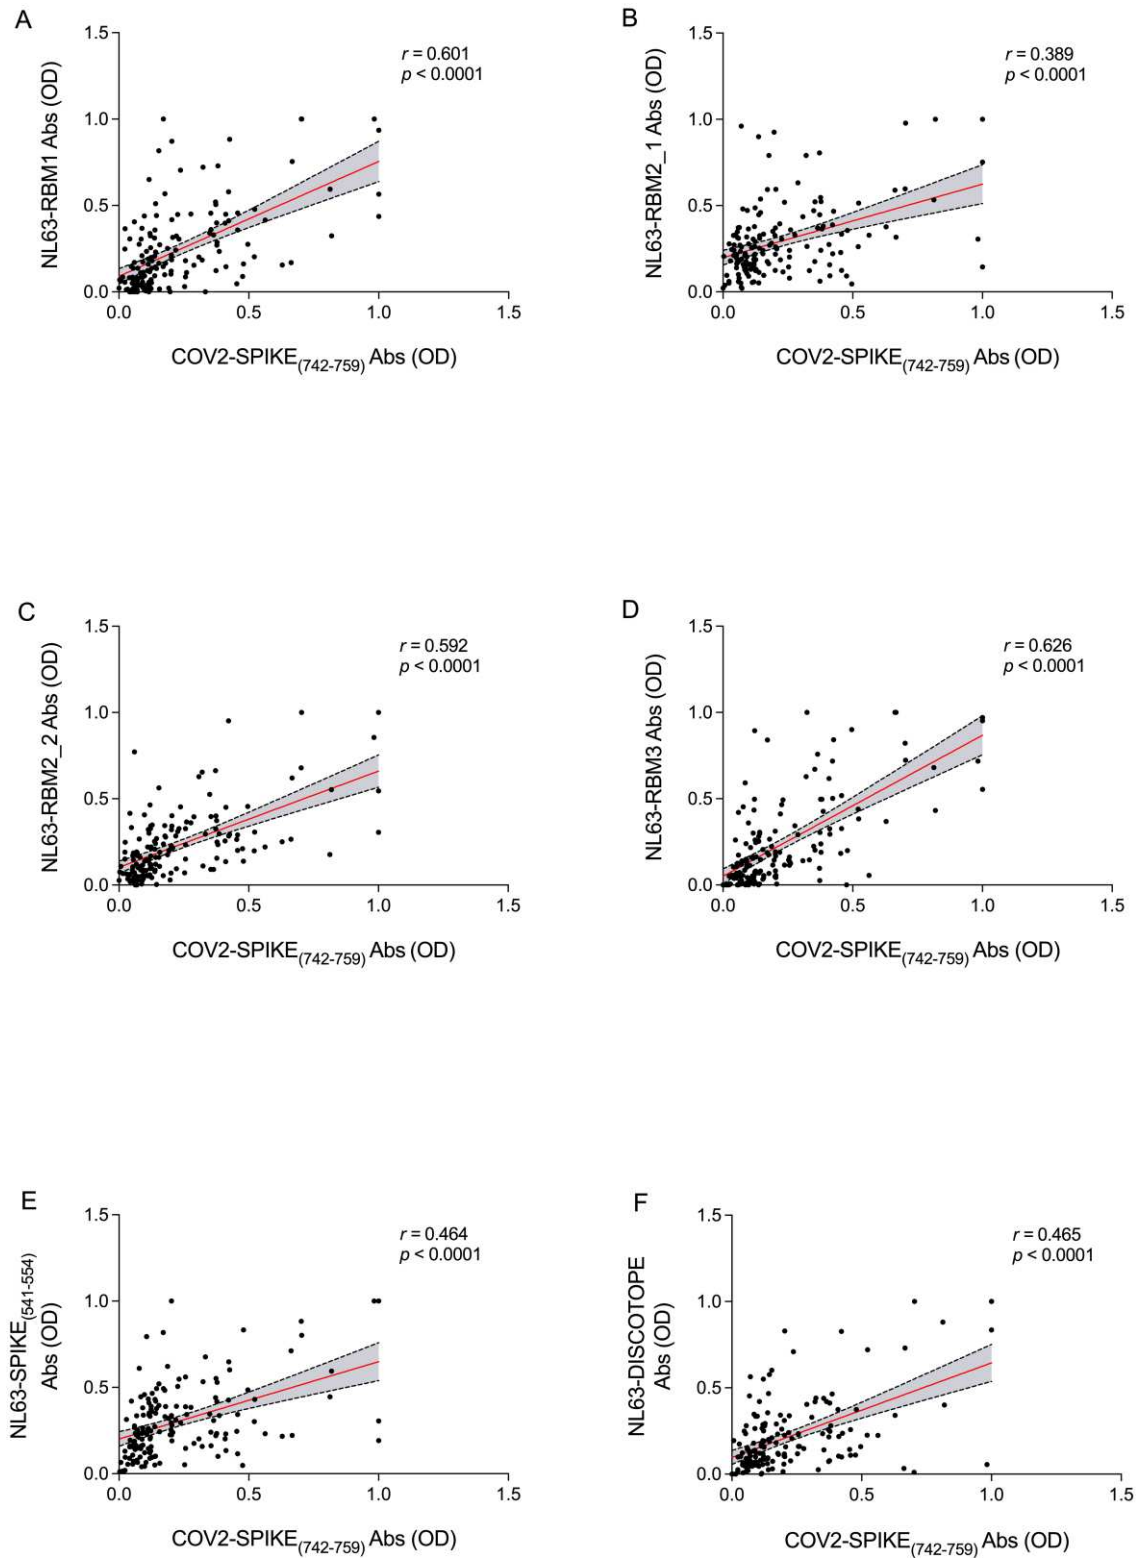 A
1.5
1.0
0.5
0.0
0.0 0.5 1.0 1.5
NL63-RBM1 Abs (OD)
r = 0.601
p < 0.0001
COV2-SPIKE(742-759) Abs (OD)
B
1.5
1.0
0.5
0.0
0.0 0.5 1.0 1.5
NL63-RBM2_1 Abs (OD)
r = 0.389
p < 0.0001
COV2-SPIKE(742-759) Abs (OD)
C
1.5
1.0
0.5
0.0
0.0 0.5 1.0 1.5
NL63-RBM2_2 Abs (OD)
r = 0.592
p < 0.0001
COV2-SPIKE(742-759) Abs (OD)
D
1.5
1.0
0.5
0.0
0.0 0.5 1.0 1.5
NL63-RBM3 Abs (OD)
r = 0.626
p < 0.0001
COV2-SPIKE(742-759) Abs (OD)
E
1.5
1.0
0.5
0.0
0.0 0.5 1.0 1.5
NL63-SPIKE(541-554)
Abs (OD)
r = 0.464
p < 0.0001
COV2-SPIKE(742-759) Abs (OD)
F
1.5
1.0
0.5
0.0
0.0 0.5 1.0 1.5
NL63-DISCOTOPE
Abs (OD)
r = 0.465
p < 0.0001
COV2-SPIKE(742-759) Abs (OD)